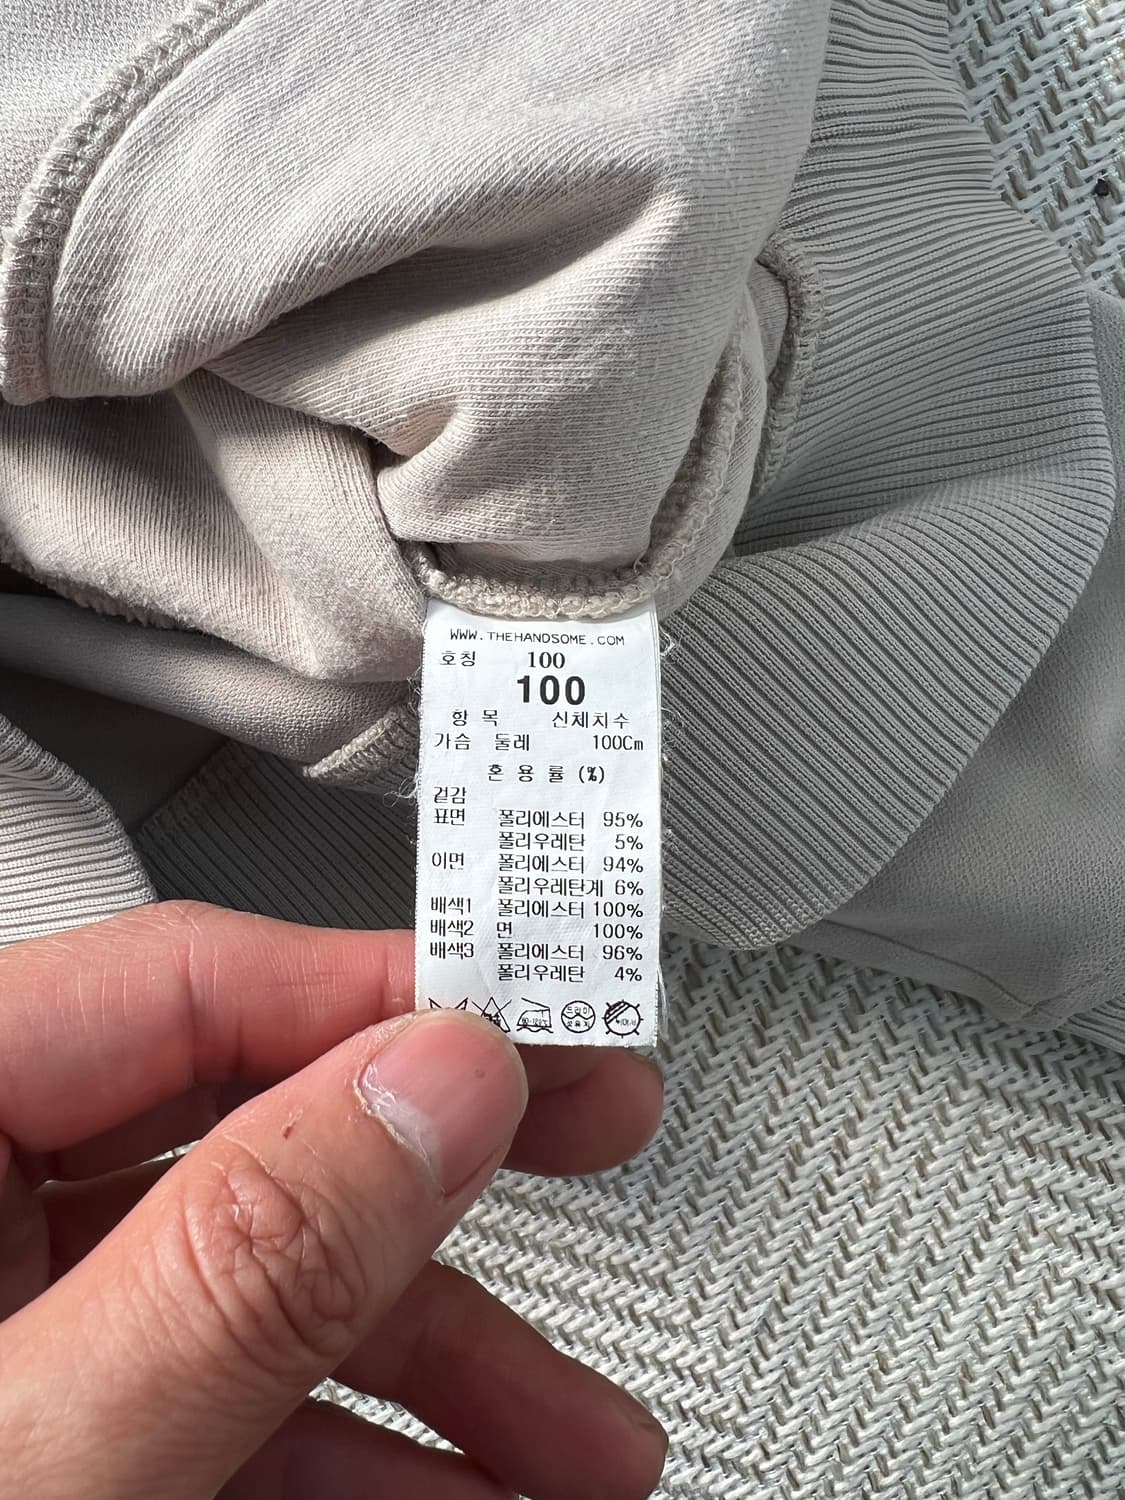 WWW.THEHANDSOME.COM
호칭 100
100
항 목 신체치수
가슴 둘레 100Cm
혼 용 률 (%)
겉감
표면 폴리에스터 95%
폴리우레탄 5%
이면 폴리에스터 94%
폴리우레탄계 6%
배색1 폴리에스터 100%
배색2 면 100%
배색3 폴리에스터 96%
폴리우레탄 4%
드라이